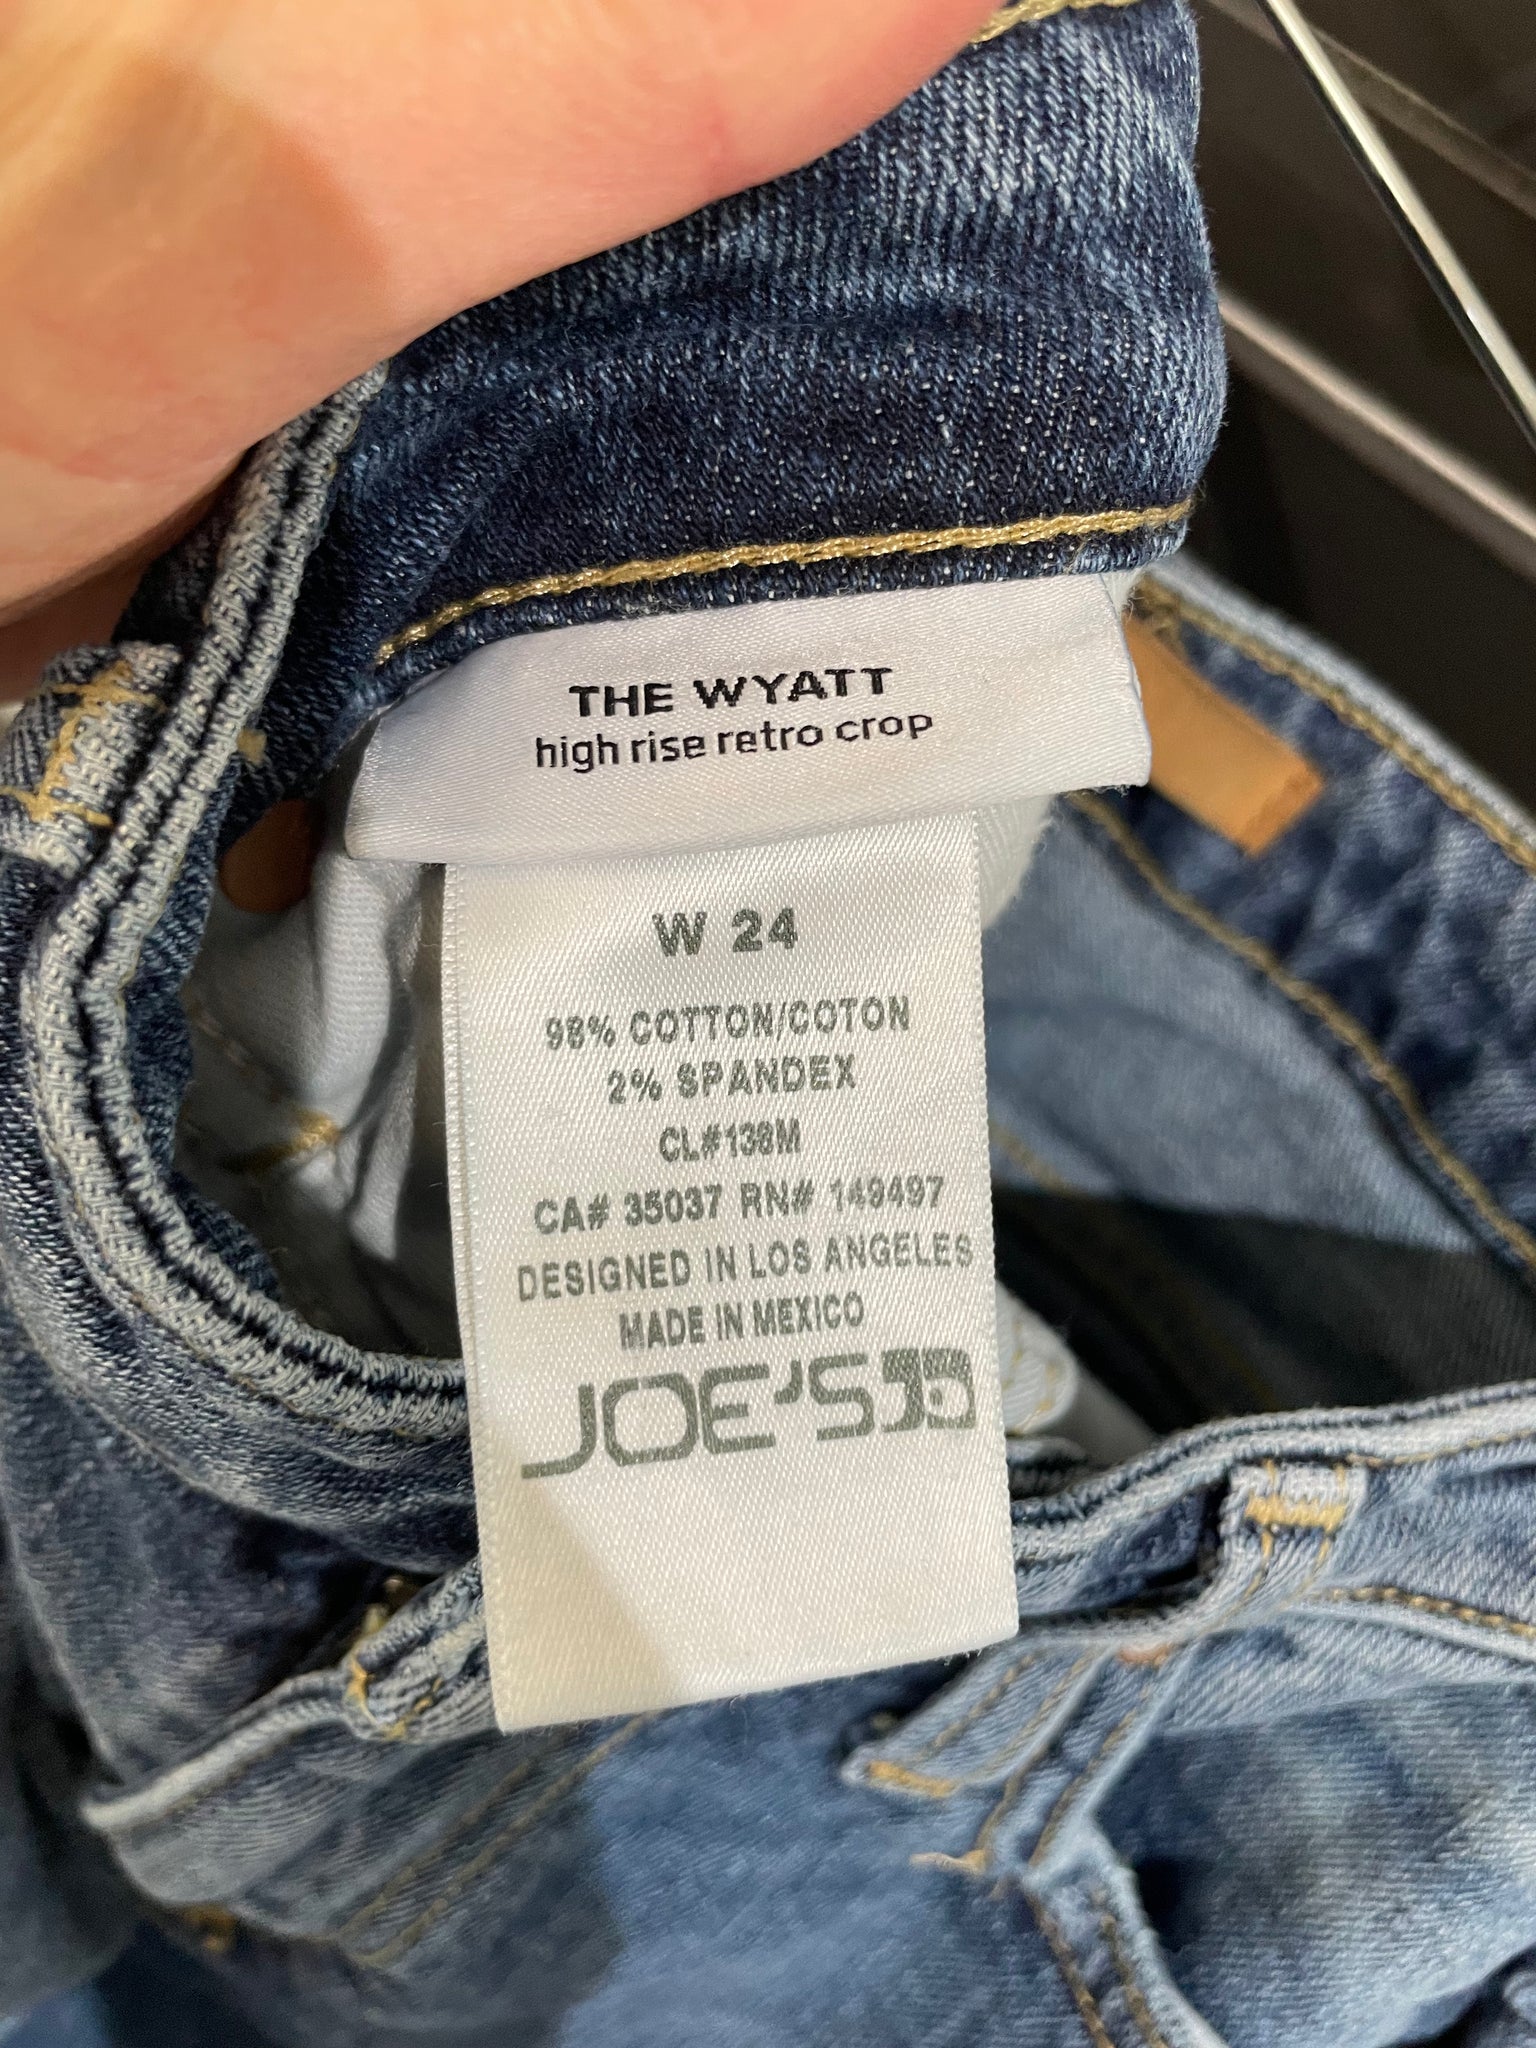 THE WYATT
high rise retro crop
W 24
98% COTTON/COTON
2% SPANDEX
CL#138M
CA# 35037 RN# 149497
DESIGNED IN LOS ANGELES
MADE IN MEXICO
JOE'S